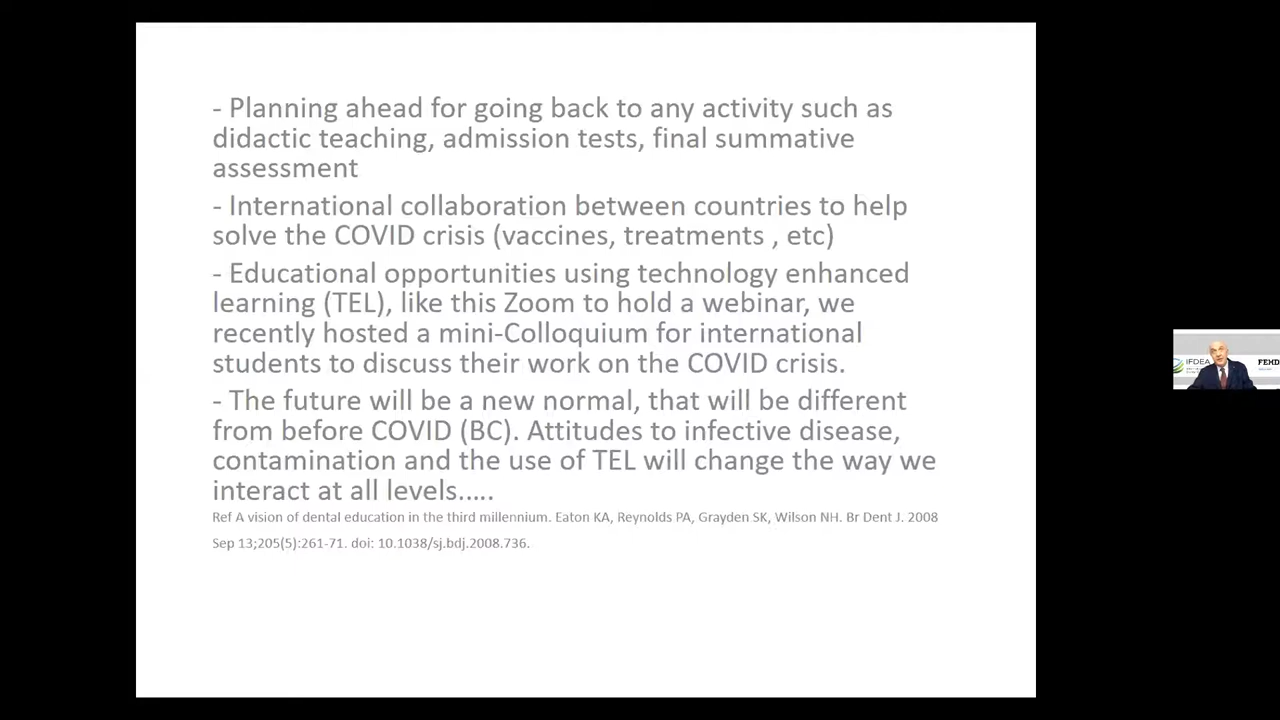 - Planning ahead for going back to any activity such as
didactic teaching, admission tests, final summative
assessment
- International collaboration between countries to help
solve the COVID crisis (vaccines, treatments , etc)
- Educational opportunities using technology enhanced
learning (TEL), like this Zoom to hold a webinar, we
recently hosted a mini-Colloquium for international
students to discuss their work on the COVID crisis.
- The future will be a new normal, that will be different
from before COVID (BC). Attitudes to infective disease,
contamination and the use of TEL will change the way we
interact at all levels.....
Ref A vision of dental education in the third millennium. Eaton KA, Reynolds PA, Grayden SK, Wilson NH. Br Dent J. 2008
Sep 13;205(5):261-71. doi: 10.1038/sj.bdj.2008.736.
IFDEA
FEHD